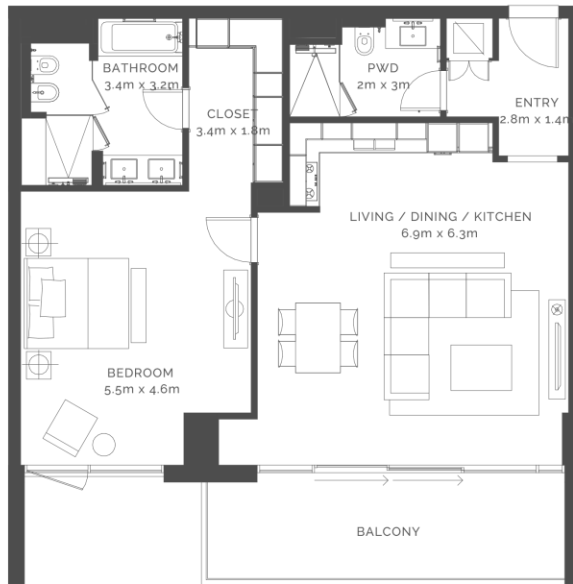 BATHROOM
3.4m x 3.2m
CLOSET
3.4m x 1.8m
PWD
2m x 3m
ENTRY
2.8m x 1.4m
LIVING / DINING / KITCHEN
6.9m x 6.3m
BEDROOM
5.5m x 4.6m
BALCONY